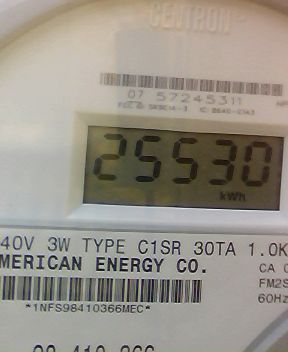 CENTRON
07 57245311
25530
kWh
40V 3W TYPE C1SR 30TA 1.0K
MERICAN ENERGY CO.
CA 0
FM2S
60Hz
*1NFS98410366MEC*